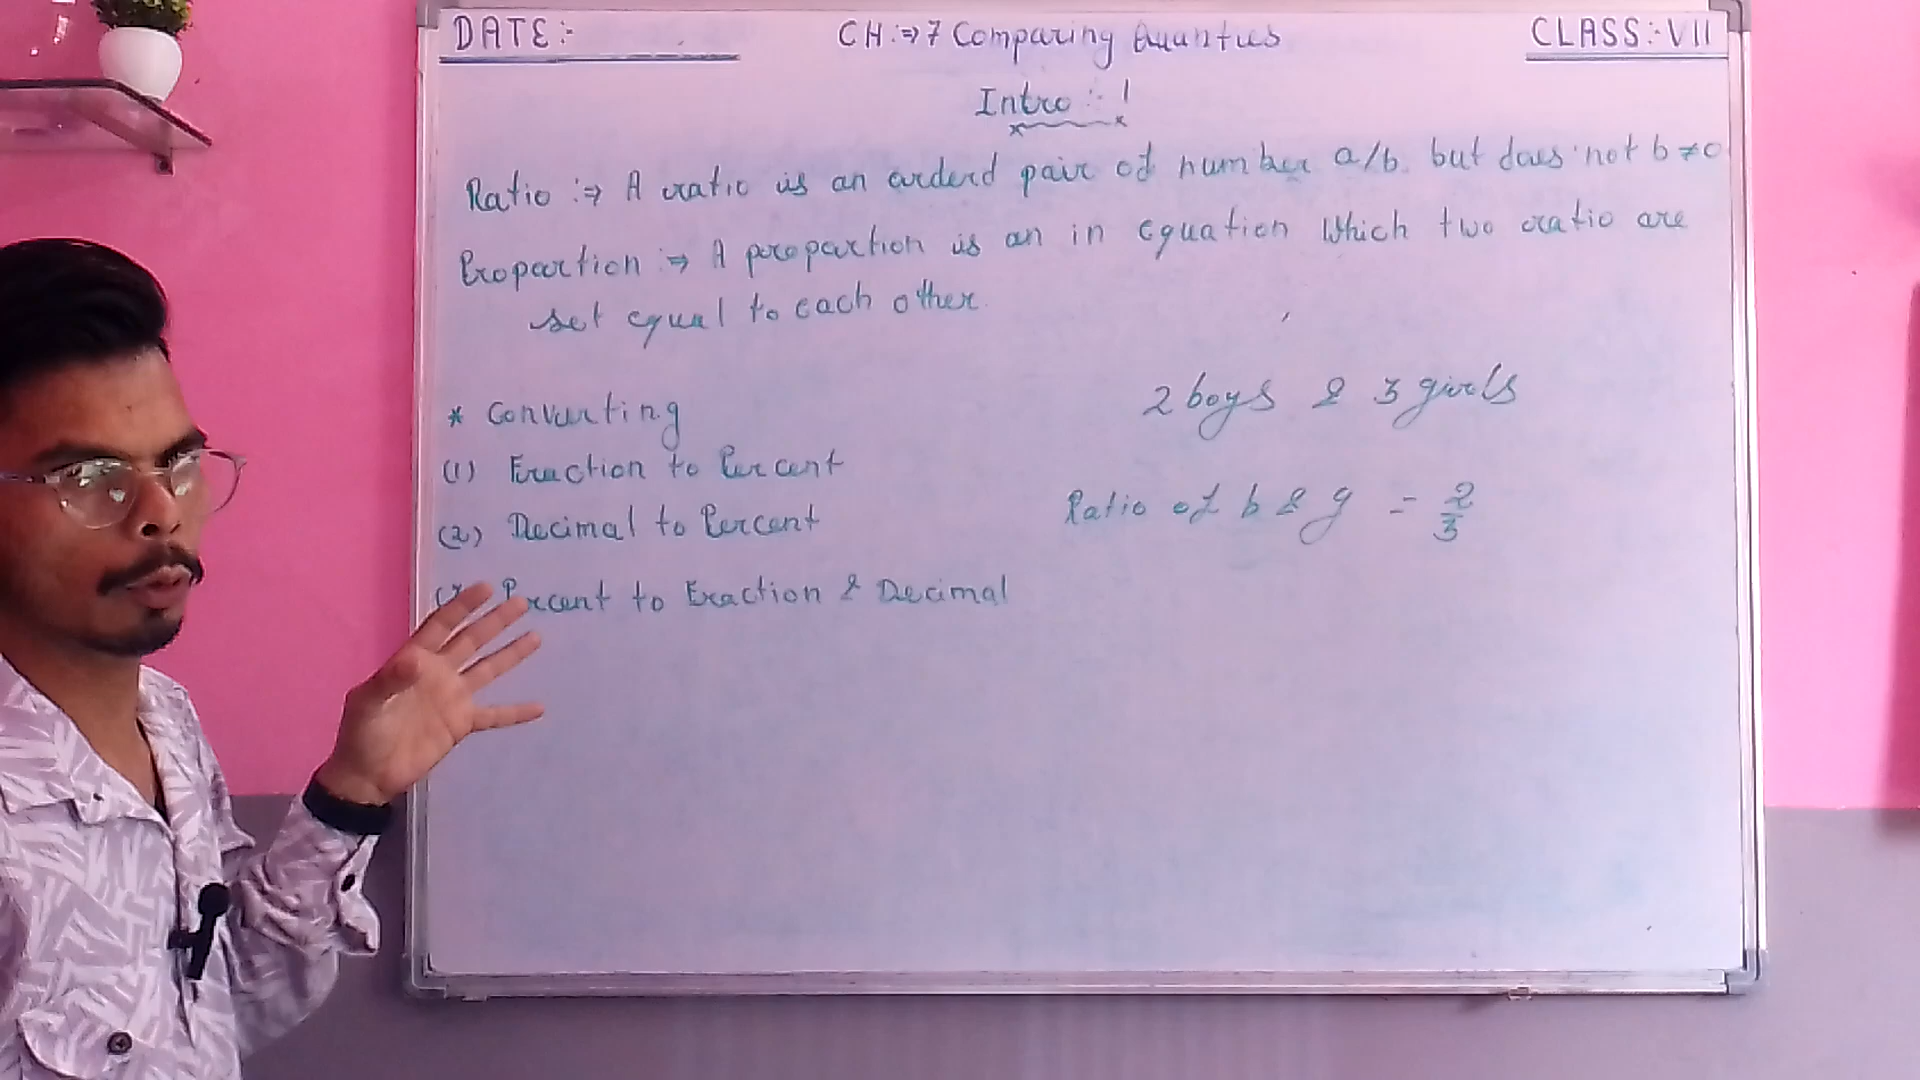 DATE:-
CH:⇒7 Comparing Quanties
CLASS:-VII
Intro:-!
Ratio :⇒ A ratio is an orderd pair of number a/b. but does not b≠0
Proportion :⇒ A proportion is an in equation Which two ratio are
set equal to each other.
* Converting
(1) Fraction to Percent
(2) Decimal to Percent
Percent to Fraction & Decimal
2 boys & 3 girls
Ratio of b & g = 2/3